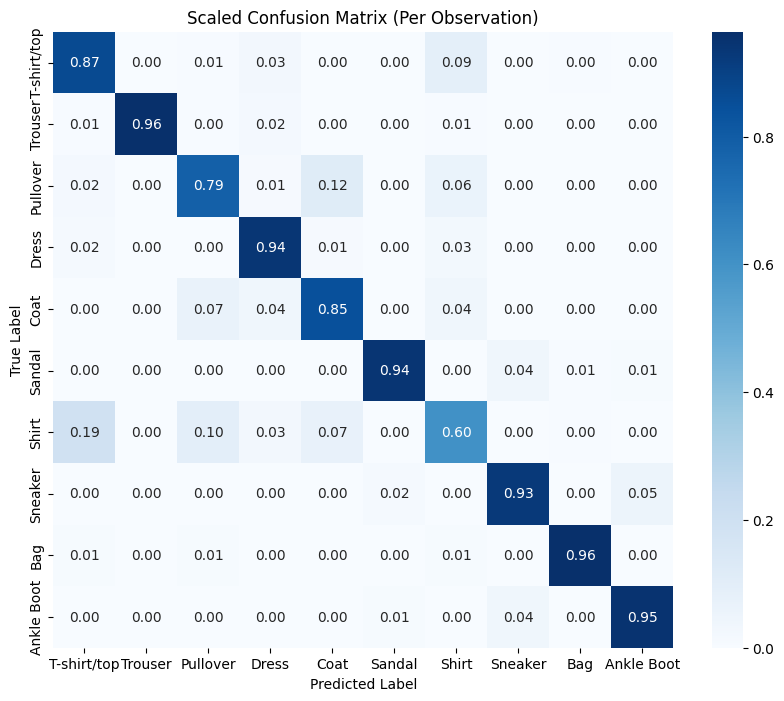 Scaled Confusion Matrix (Per Observation)
True Label
T-shirt/top 0.87 0.00 0.01 0.03 0.00 0.00 0.09 0.00 0.00 0.00
Trouser 0.01 0.96 0.00 0.02 0.00 0.00 0.01 0.00 0.00 0.00
Pullover 0.02 0.00 0.79 0.01 0.12 0.00 0.06 0.00 0.00 0.00
Dress 0.02 0.00 0.00 0.94 0.01 0.00 0.03 0.00 0.00 0.00
Coat 0.00 0.00 0.07 0.04 0.85 0.00 0.04 0.00 0.00 0.00
Sandal 0.00 0.00 0.00 0.00 0.00 0.94 0.00 0.04 0.01 0.01
Shirt 0.19 0.00 0.10 0.03 0.07 0.00 0.60 0.00 0.00 0.00
Sneaker 0.00 0.00 0.00 0.00 0.00 0.02 0.00 0.93 0.00 0.05
Bag 0.01 0.00 0.01 0.00 0.00 0.00 0.01 0.00 0.96 0.00
Ankle Boot 0.00 0.00 0.00 0.00 0.00 0.01 0.00 0.04 0.00 0.95
T-shirt/top Trouser Pullover Dress Coat Sandal Shirt Sneaker Bag Ankle Boot
Predicted Label
0.8
0.6
0.4
0.2
0.0